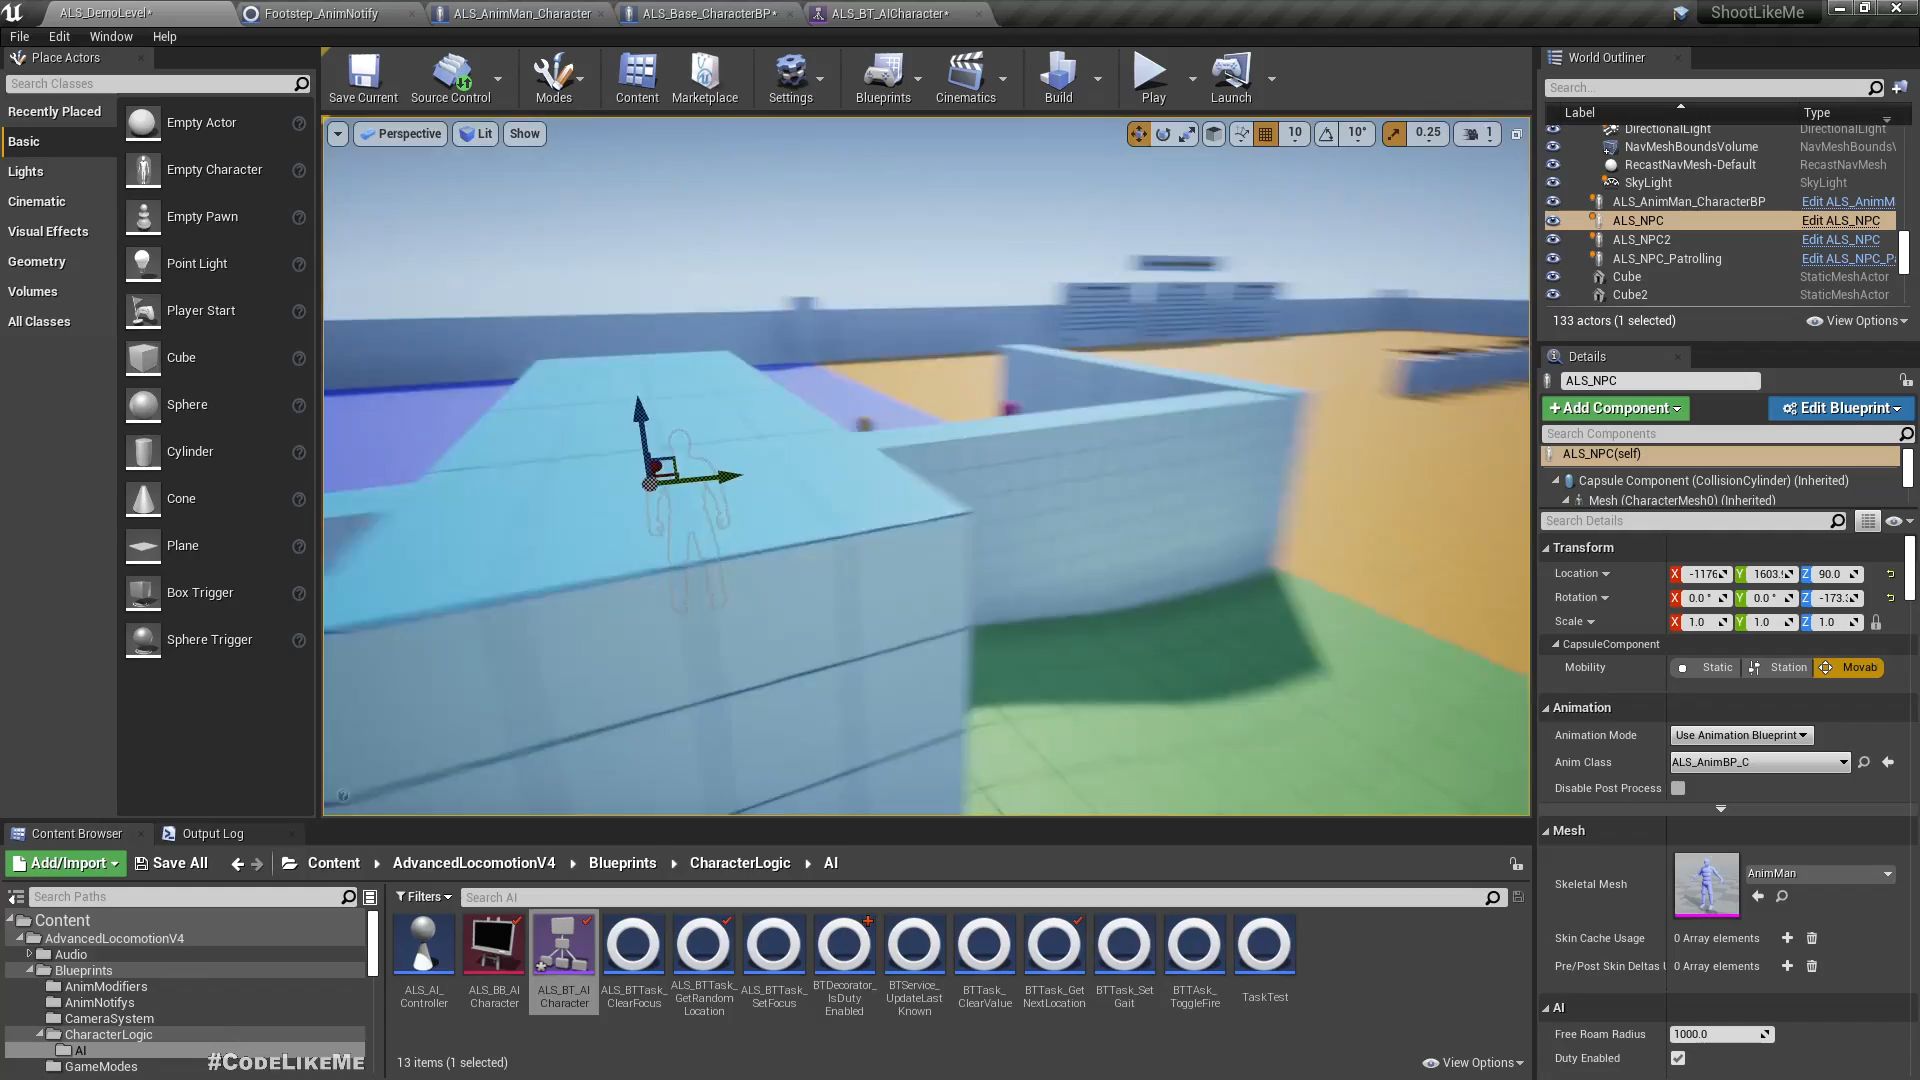 ALS_DemoLevel*
Footstep_AnimNotify
ALS_AnimMan_Character
ALS_Base_CharacterBP*
ALS_BT_AICharacter*
ShootLikeMe
File
Edit
Window
Help
Place Actors
Search Classes
Recently Placed
Basic
Lights
Cinematic
Visual Effects
Geometry
Volumes
All Classes
Empty Actor
Empty Character
Empty Pawn
Point Light
Player Start
Cube
Sphere
Cylinder
Cone
Plane
Box Trigger
Sphere Trigger
Save Current
Source Control
Modes
Content
Marketplace
Settings
Blueprints
Cinematics
Build
Play
Launch
Perspective
Lit
Show
10
10°
0.25
1
World Outliner
Search...
Label
Type
DirectionalLight DirectionalLight
NavMeshBoundsVolume NavMeshBounds\
RecastNavMesh-Default RecastNavMesh
SkyLight SkyLight
ALS_AnimMan_CharacterBP Edit ALS_AnimM
ALS_NPC Edit ALS_NPC
ALS_NPC2 Edit ALS_NPC
ALS_NPC_Patrolling Edit ALS_NPC_P
Cube StaticMeshActor
Cube2 StaticMeshActor
133 actors (1 selected)
View Options
Details
ALS_NPC
+Add Component
Edit Blueprint
Search Components
ALS_NPC(self)
Capsule Component (CollisionCylinder) (Inherited)
Mesh (CharacterMesh0) (Inherited)
Search Details
Transform
Location X -1176 Y 1603. Z 90.0
Rotation X 0.0 ° Y 0.0 ° Z -173.
Scale X 1.0 Y 1.0 Z 1.0
CapsuleComponent
Mobility Static Station Movab
Animation
Animation Mode Use Animation Blueprint
Anim Class ALS_AnimBP_C
Disable Post Process
Mesh
Skeletal Mesh AnimMan
Skin Cache Usage 0 Array elements
Pre/Post Skin Deltas 0 Array elements
AI
Free Roam Radius 1000.0
Duty Enabled
Content Browser
Output Log
Add/Import
Save All
Content
AdvancedLocomotionV4
Blueprints
CharacterLogic
AI
Search Paths
Filters
Search AI
Content
AdvancedLocomotionV4
Audio
Blueprints
AnimModifiers
AnimNotifys
CameraSystem
CharacterLogic
AI
GameModes
#CodeLikeMe
ALS_AI_
Controller
ALS_BB_AI
Character
ALS_BT_AI
Character
ALS_BTTask_
ClearFocus
ALS_BTTask_
GetRandom
Location
ALS_BTTask_
SetFocus
BTDecorator_
IsDuty
Enabled
BTService_
UpdateLast
Known
BTTask_
ClearValue
BTTask_Get
NextLocation
BTTask_Set
Gait
BTTAsk_
ToggleFire
TaskTest
13 items (1 selected)
View Options